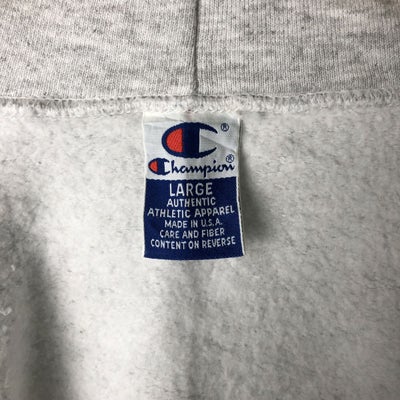 C®
Champion®
LARGE
AUTHENTIC
ATHLETIC APPAREL
MADE IN U.S.A.
CARE AND FIBER
CONTENT ON REVERSE